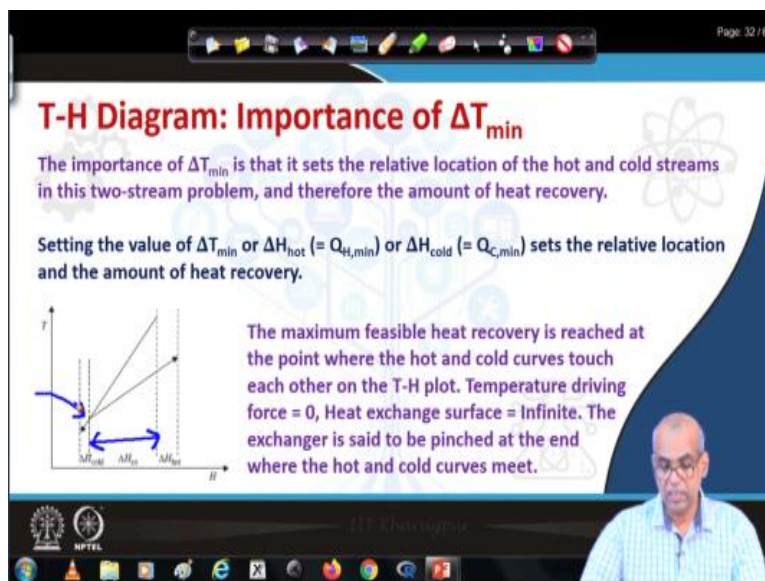 Page: 32 / 6
T-H Diagram: Importance of ΔTmin
The importance of ΔTmin is that it sets the relative location of the hot and cold streams
in this two-stream problem, and therefore the amount of heat recovery.
Setting the value of ΔTmin or ΔHhot (= QH,min) or ΔHcold (= QC,min) sets the relative location
and the amount of heat recovery.
T
The maximum feasible heat recovery is reached at
the point where the hot and cold curves touch
each other on the T-H plot. Temperature driving
force = 0, Heat exchange surface = Infinite. The
exchanger is said to be pinched at the end
where the hot and cold curves meet.
ΔHcold ΔHex ΔHhot
H
IIT Kharagpur
NPTEL